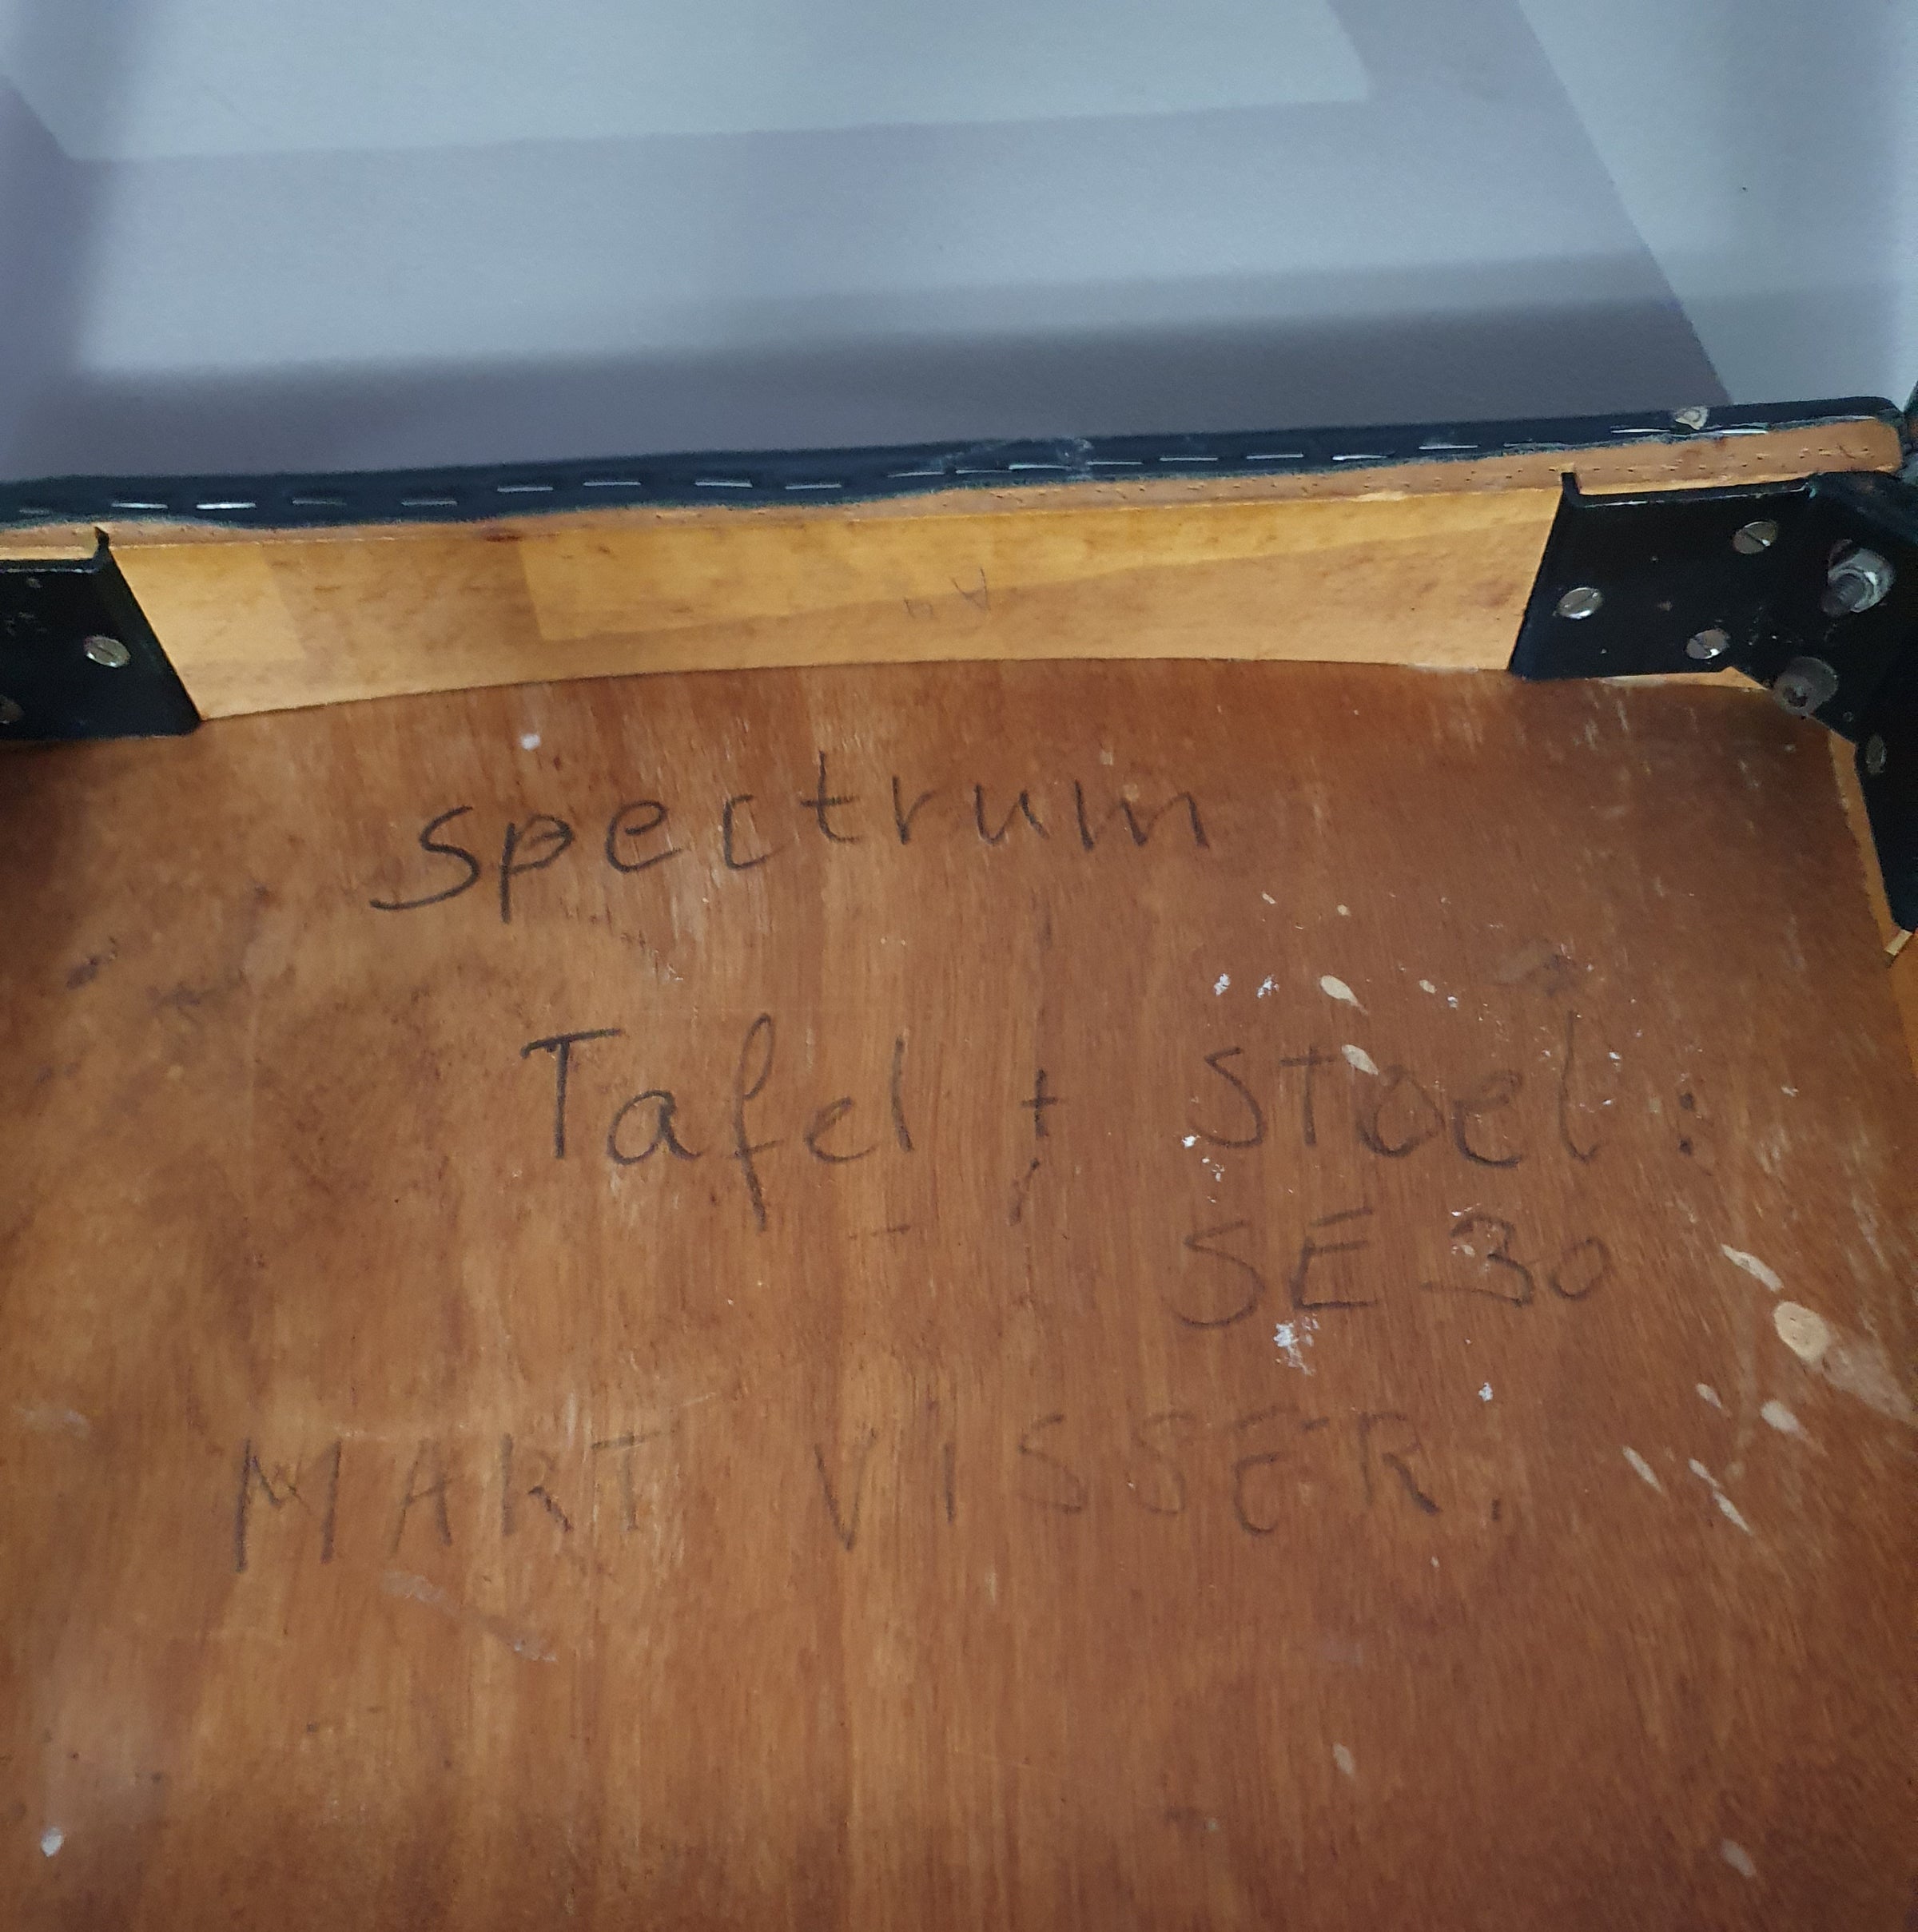 spectrum
Tafel + Stoel :
SE 30
MART VISSER.